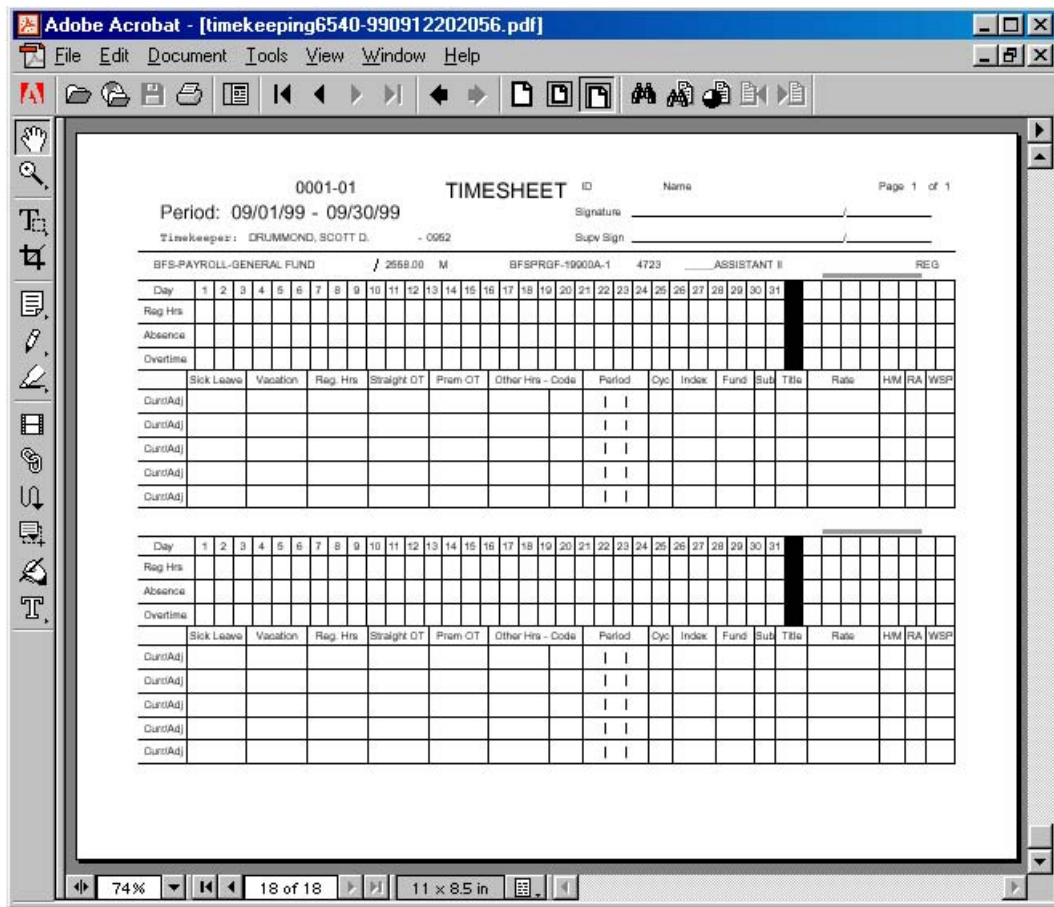 Adobe Acrobat - [timekeeping6540-990912202056.pdf]
File Edit Document Tools View Window Help
0001-01 TIMESHEET ID Name Page 1 of 1
Period: 09/01/99 - 09/30/99 Signature /
Timekeeper: DRUMMOND, SCOTT D. - 0952 Supv Sign /
BFS-PAYROLL-GENERAL FUND / 2558.00 M BFSPRGF-19900A-1 4723 _____ASSISTANT II REG
Day 1 2 3 4 5 6 7 8 9 10 11 12 13 14 15 16 17 18 19 20 21 22 23 24 25 26 27 28 29 30 31
Reg Hrs
Absence
Overtime
Sick Leave Vacation Reg. Hrs Straight OT Prem OT Other Hrs - Code Period Cyc Index Fund Sub Title Rate H/M RA WSP
Curr/Adj
Curr/Adj
Curr/Adj
Curr/Adj
Curr/Adj
Day 1 2 3 4 5 6 7 8 9 10 11 12 13 14 15 16 17 18 19 20 21 22 23 24 25 26 27 28 29 30 31
Reg Hrs
Absence
Overtime
Sick Leave Vacation Reg. Hrs Straight OT Prem OT Other Hrs - Code Period Cyc Index Fund Sub Title Rate H/M RA WSP
Curr/Adj
Curr/Adj
Curr/Adj
Curr/Adj
Curr/Adj
74% 18 of 18 11 x 8.5 in